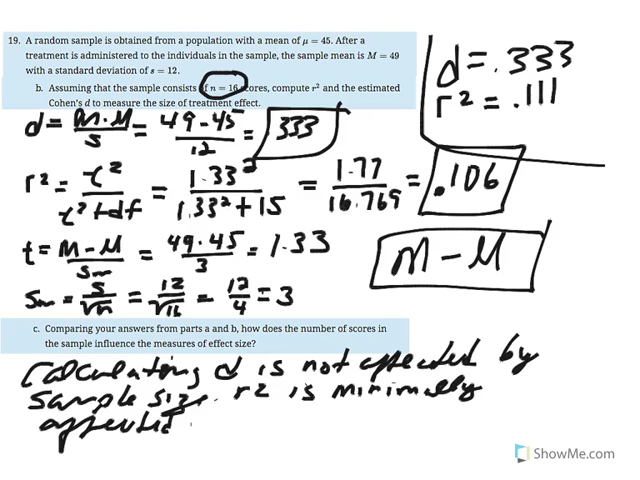 19. A random sample is obtained from a population with a mean of μ = 45. After a
treatment is administered to the individuals in the sample, the sample mean is M = 49
with a standard deviation of s = 12.
b. Assuming that the sample consists of n = 16 scores, compute r² and the estimated
Cohen's d to measure the size of treatment effect.
d = .333
r² = .111
d = M - M / s = 49 - 45 / 12 = 333
r² = t² / t² + df = 1.33² / 1.33² + 15 = 1.77 / 16.769 = .106
t = M - M / Sm = 49 - 45 / 3 = 1.33
M - M
Sm = s / √n = 12 / √16 = 12 / 4 = 3
c. Comparing your answers from parts a and b, how does the number of scores in
the sample influence the measures of effect size?
Calculating d is not affected by
sample size. r2 is minimally
affected.
ShowMe.com